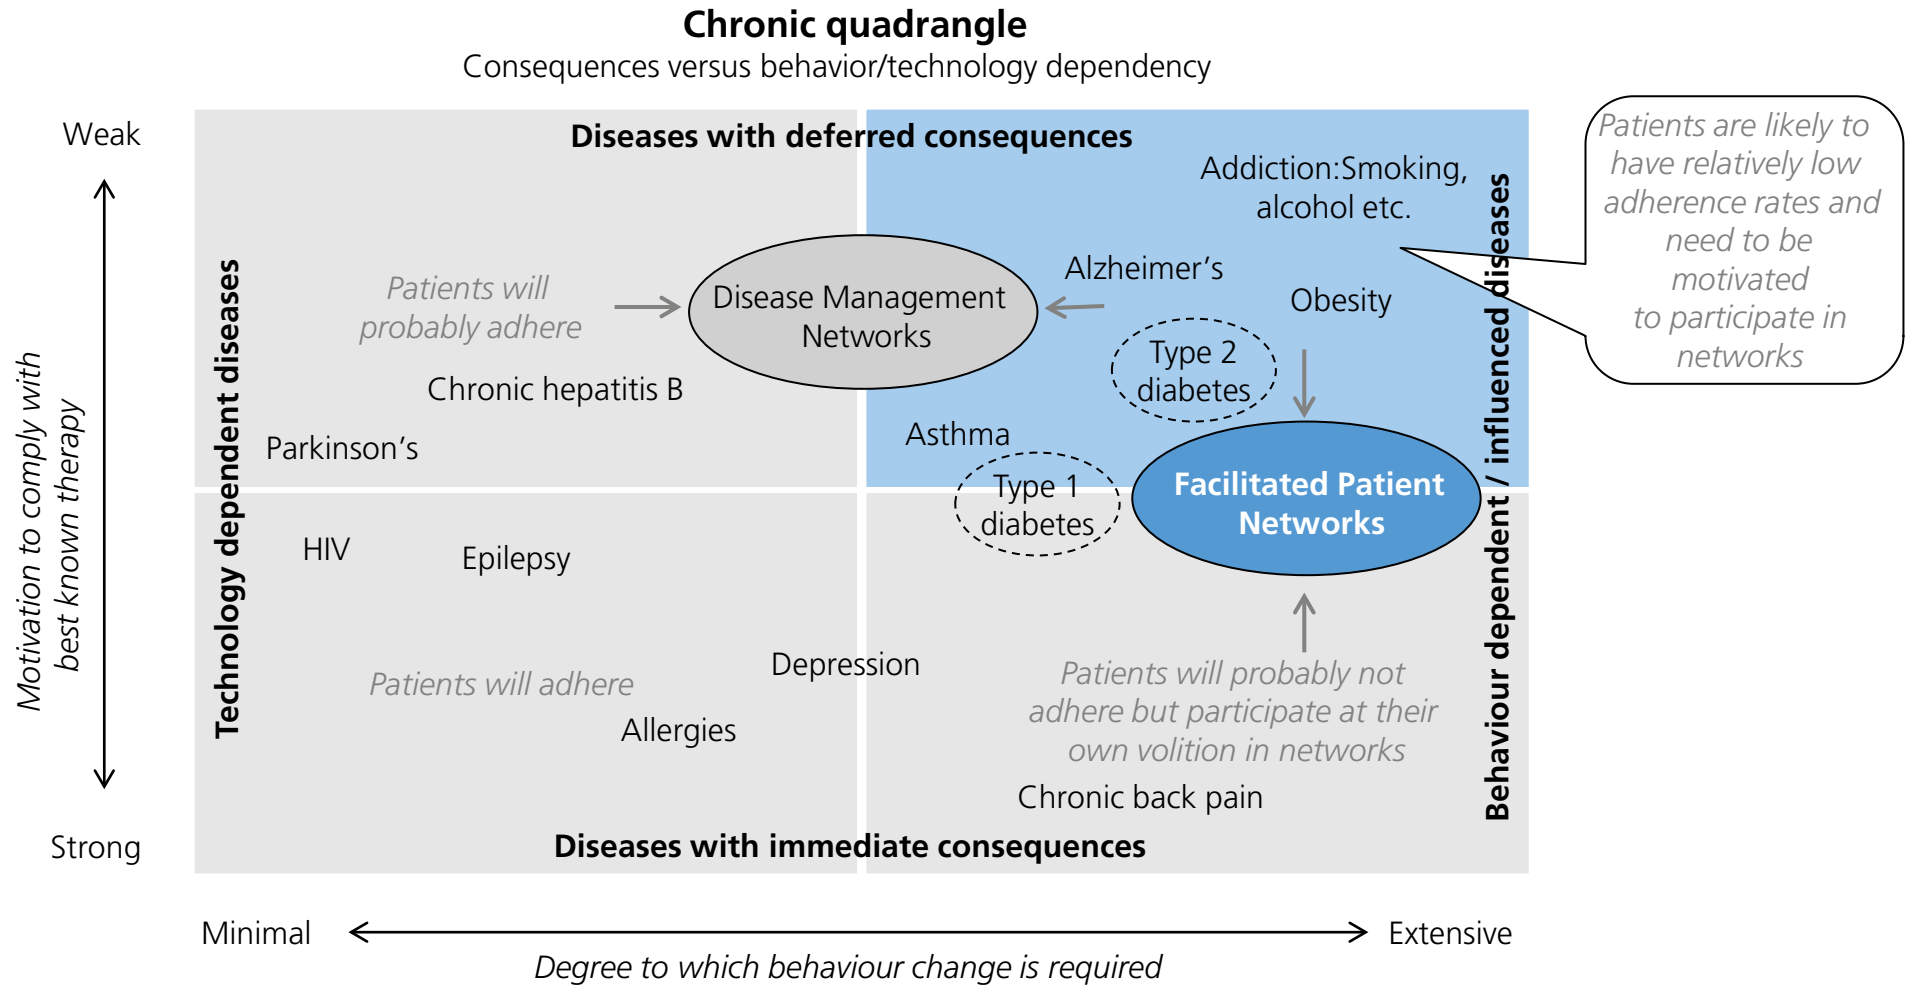 Chronic quadrangle
Consequences versus behavior/technology dependency
Weak
Motivation to comply with
best known therapy
Strong
Diseases with deferred consequences
Technology dependent diseases
Patients will
probably adhere
Disease Management
Networks
Chronic hepatitis B
Parkinson's
Addiction:Smoking,
alcohol etc.
Alzheimer's
Obesity
Type 2
diabetes
Asthma
Type 1
diabetes
Facilitated Patient
Networks
Behaviour dependent / influenced diseases
Patients are likely to
have relatively low
adherence rates and
need to be
motivated
to participate in
networks
HIV
Epilepsy
Patients will adhere
Depression
Allergies
Patients will probably not
adhere but participate at their
own volition in networks
Chronic back pain
Diseases with immediate consequences
Minimal
Extensive
Degree to which behaviour change is required